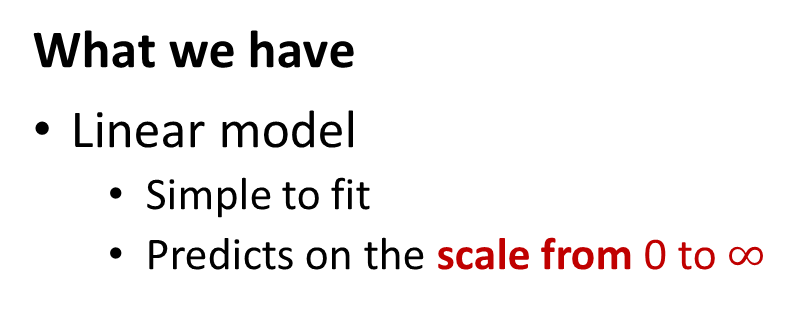 What we have
• Linear model
• Simple to fit
• Predicts on the scale from 0 to ∞